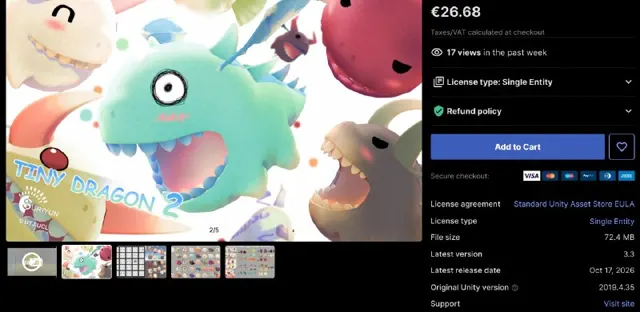 €26.68
Taxes/VAT calculated at checkout
17 views in the past week
License type: Single Entity
Refund policy
Add to Cart
Secure checkout:
VISA
License agreement Standard Unity Asset Store EULA
License type Single Entity
File size 72.4 MB
Latest version 3.3
Latest release date Oct 17, 2026
Original Unity version 2019.4.35
Support Visit site
TINY DRAGON 2
SURIYUN
2/5